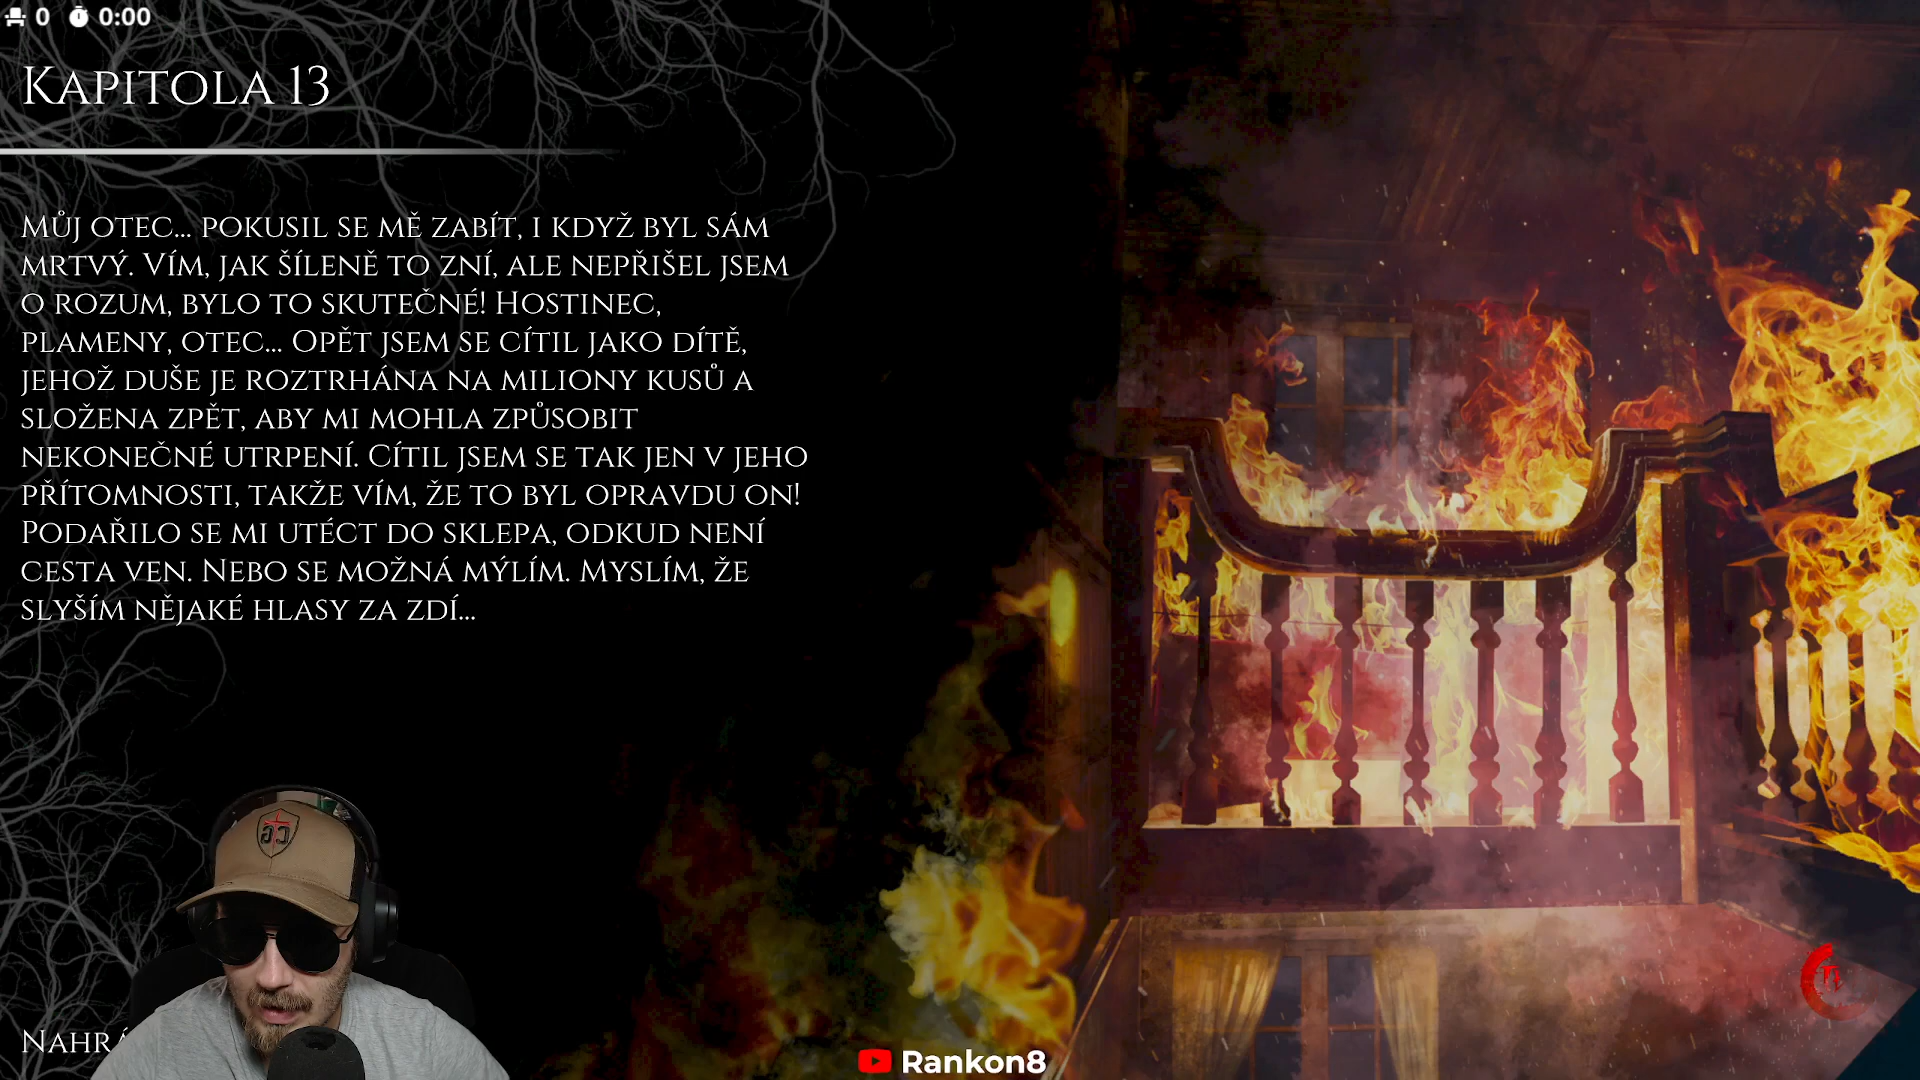 0 0:00
Kapitola 13
Můj otec... pokusil se mě zabít, i když byl sám
mrtvý. Vím, jak šíleně to zní, ale nepřišel jsem
o rozum, bylo to skutečné! Hostinec,
plameny, otec... Opět jsem se cítil jako dítě,
jehož duše je roztrhána na miliony kusů a
složena zpět, aby mi mohla způsobit
nekonečné utrpení. Cítil jsem se tak jen v jeho
přítomnosti, takže vím, že to byl opravdu on!
Podařilo se mi utéct do sklepa, odkud není
cesta ven. Nebo se možná mýlím. Myslím, že
slyším nějaké hlasy za zdí...
Rankon8